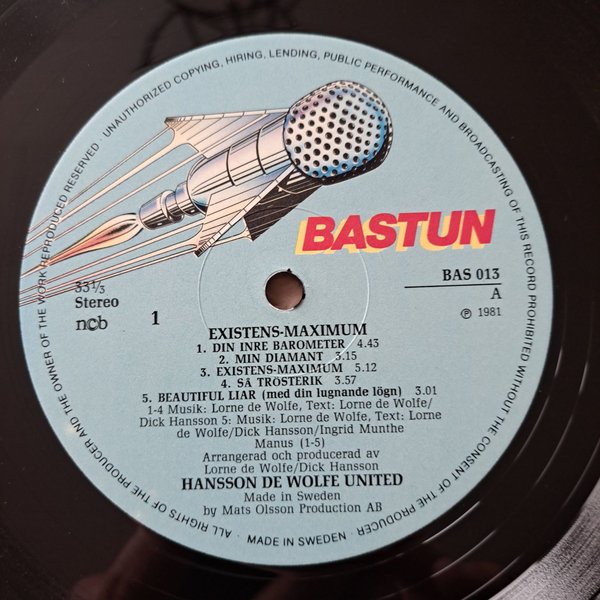 UNAUTHORIZED COPYING, HIRING, LENDING, PUBLIC PERFORMANCE AND BROADCASTING OF THIS RECORD PROHIBITED WITHOUT THE CONSENT OF THE PRODUCER · MADE IN SWEDEN · ALL RIGHTS OF THE PRODUCER AND THE OWNER OF THE WORK REPRODUCED RESERVED ·
BASTUN
33⅓
Stereo
ncb
1
BAS 013
A
℗ 1981
EXISTENS-MAXIMUM
1. DIN INRE BAROMETER 4.43
2. MIN DIAMANT 3.15
3. EXISTENS-MAXIMUM 5.12
4. SÅ TRÖSTERIK 3.57
5. BEAUTIFUL LIAR (med din lugnande lögn) 3.01
1-4 Musik: Lorne de Wolfe, Text: Lorne de Wolfe/
Dick Hansson 5: Musik: Lorne de Wolfe, Text: Lorne
de Wolfe/Dick Hansson/Ingrid Munthe
Manus (1-5)
Arrangerad och producerad av
Lorne de Wolfe/Dick Hansson
HANSSON DE WOLFE UNITED
Made in Sweden
by Mats Olsson Production AB